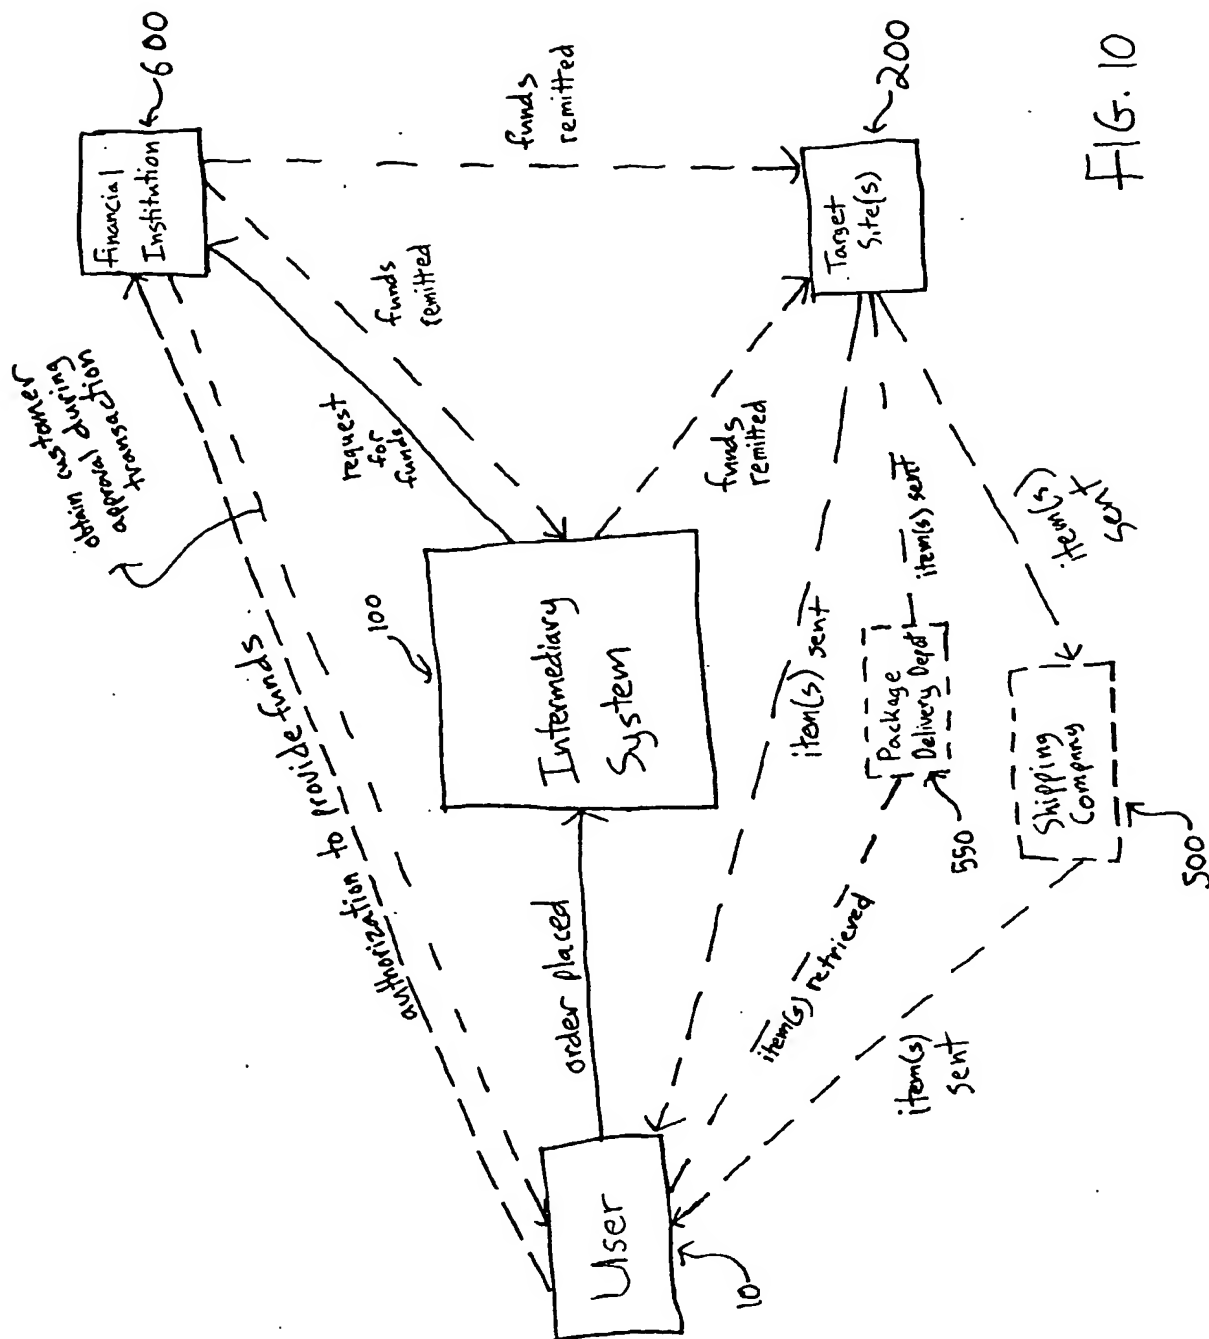 financial
Institution
600
obtain customer
approval during
transaction
authorization to provide funds
request
for
funds
funds
remitted
funds
remitted
100
Intermediary
System
order placed
User
10
funds
remitted
Target
Site(s)
200
item(s) sent
item(s) sent
Package
Delivery Depot
550
item(s) retrieved
item(s)
sent
Shipping
Company
500
item(s)
sent
FIG. 10